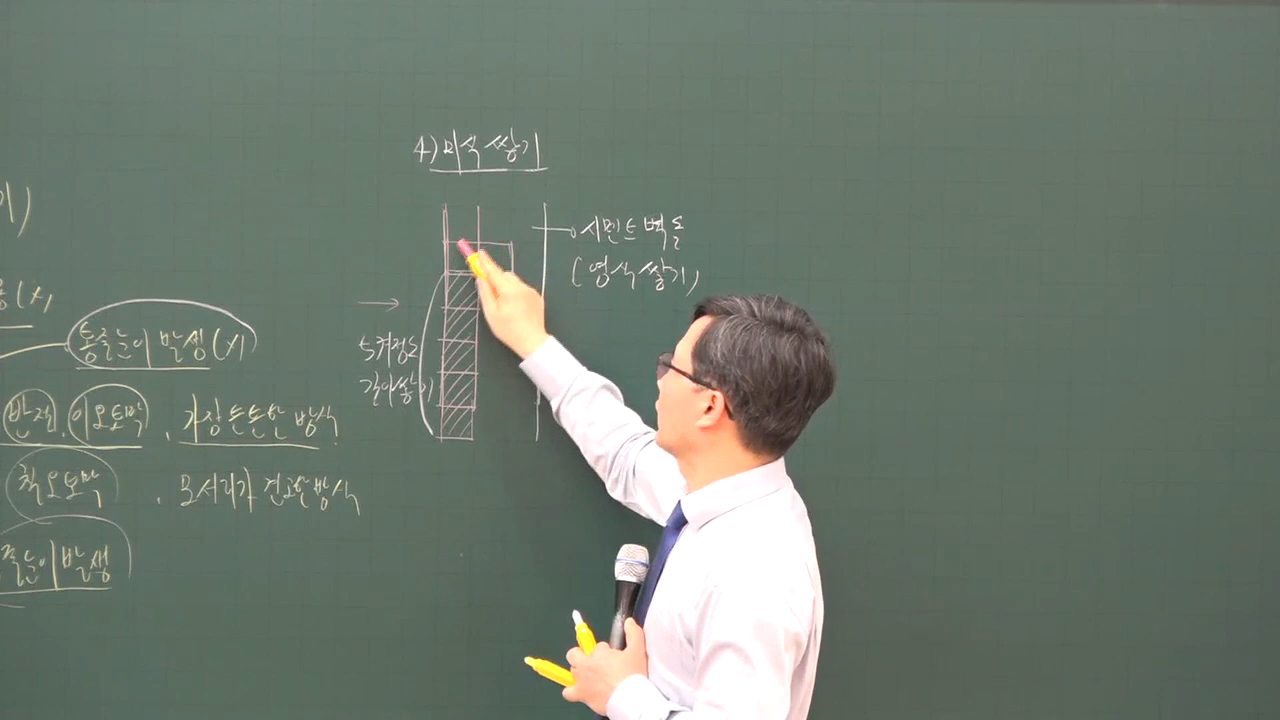 4) 미식쌓기
시멘트벽돌
(영식쌓기)
5켜정도
길이쌓기
이)
용(X)
통줄눈이 발생(X)
반절, 이오토막, 가장 튼튼한 방식
칠오토막, 모서리가 견고한방식
줄눈이발생